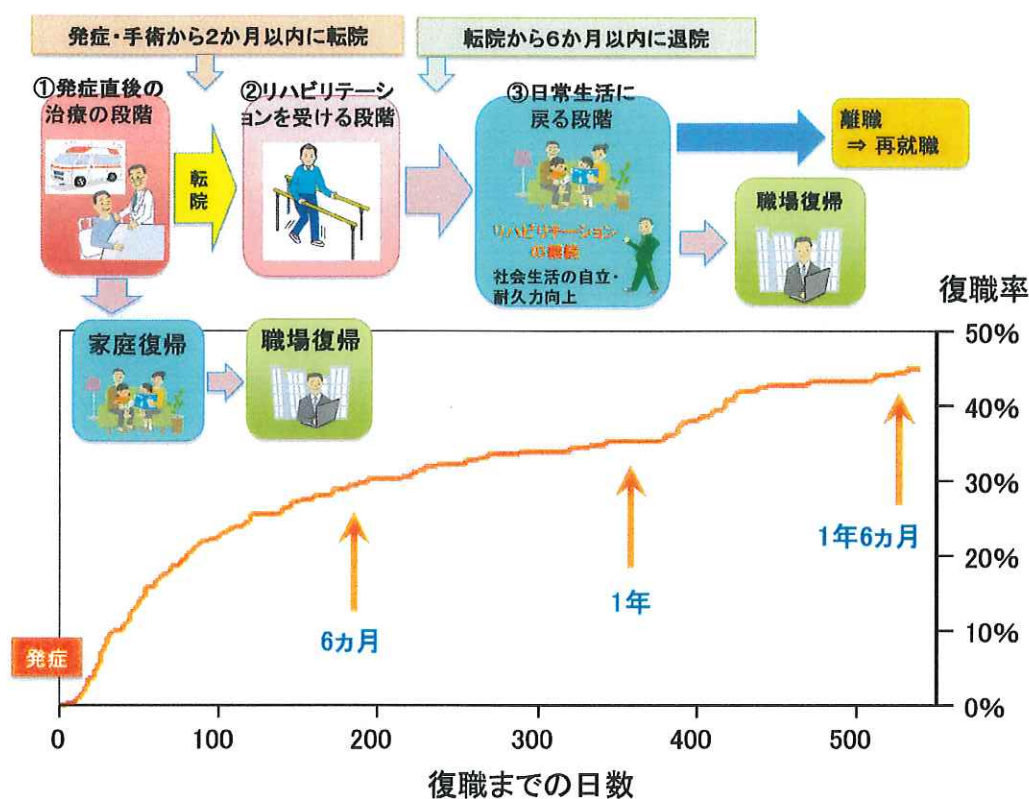 発症・手術から2か月以内に転院
転院から6か月以内に退院
①発症直後の
治療の段階
転院
②リハビリテーシ
ョンを受ける段階
③日常生活に
戻る段階
リハビリテーション
の継続
社会生活の自立・
耐久力向上
離職
⇒ 再就職
職場復帰
家庭復帰
職場復帰
復職率
50%
40%
30%
20%
10%
0%
1年6ヵ月
1年
6ヵ月
発症
0
100
200
300
400
500
復職までの日数